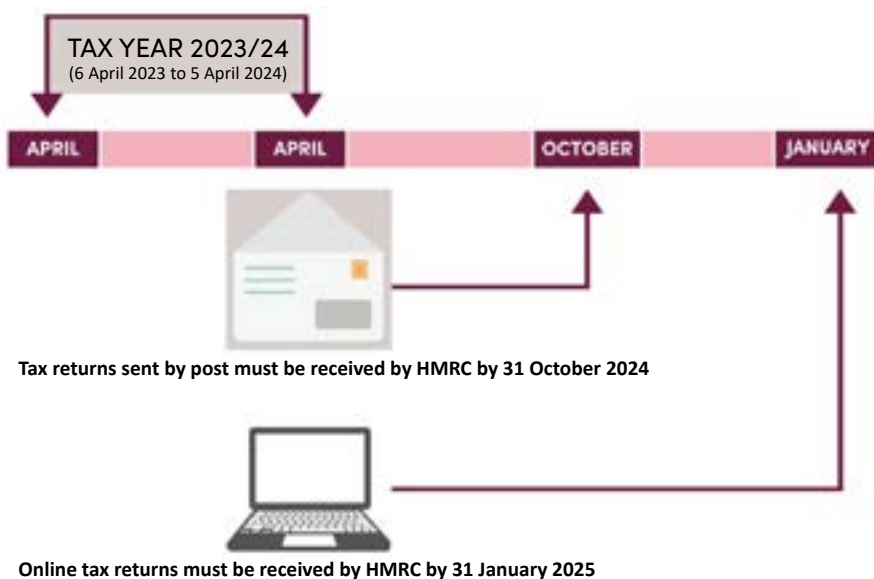 TAX YEAR 2023/24
(6 April 2023 to 5 April 2024)
APRIL
APRIL
OCTOBER
JANUARY
Tax returns sent by post must be received by HMRC by 31 October 2024
Online tax returns must be received by HMRC by 31 January 2025